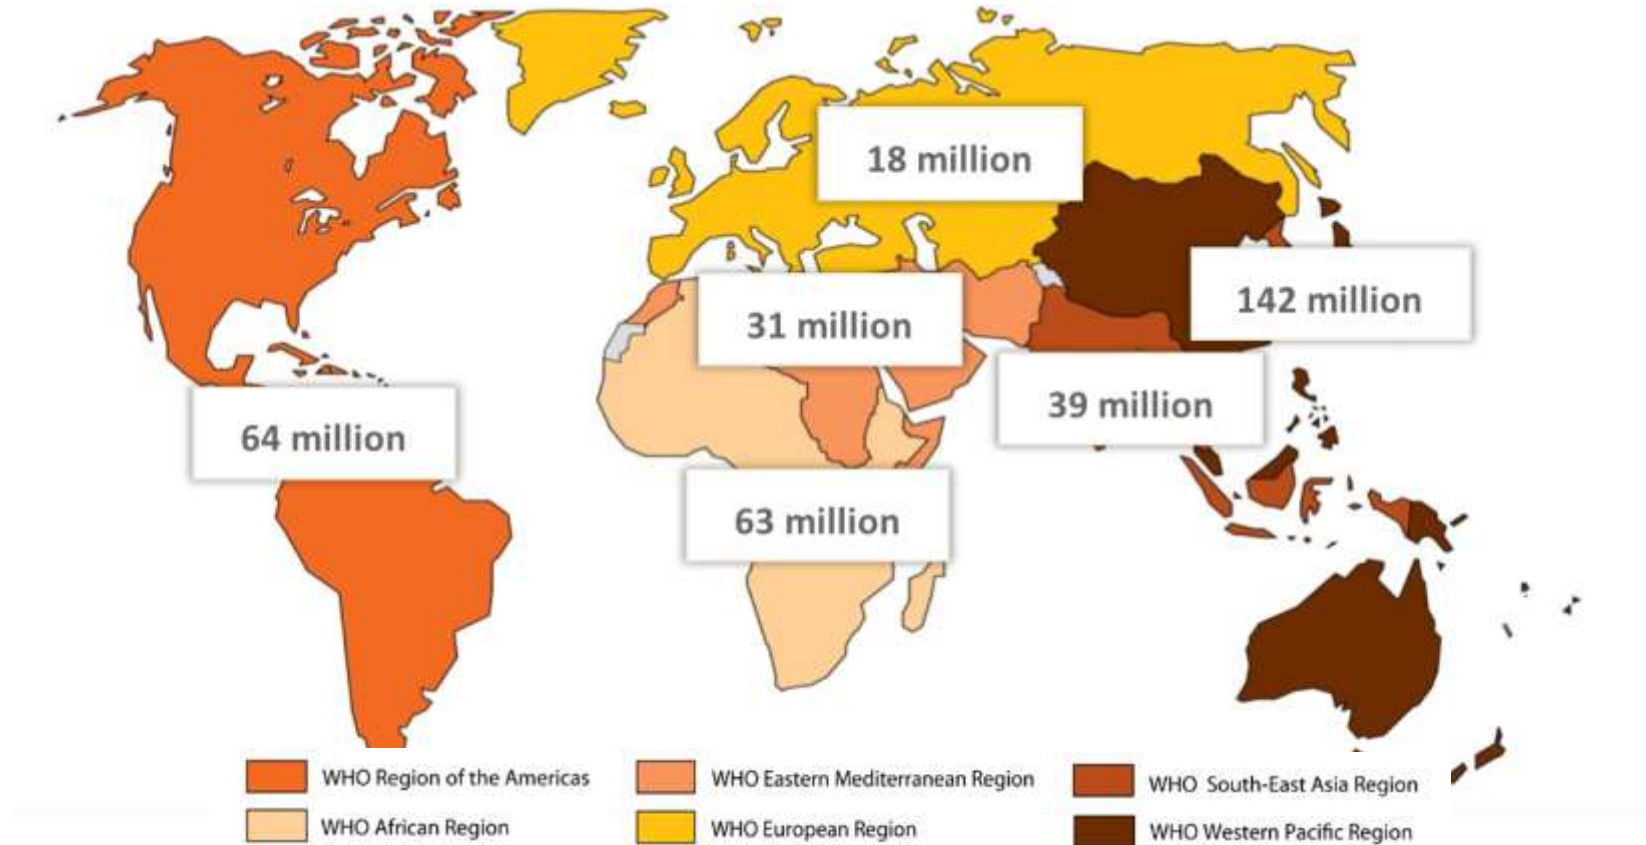 18 million
142 million
31 million
39 million
64 million
63 million
WHO Region of the Americas
WHO Eastern Mediterranean Region
WHO South-East Asia Region
WHO African Region
WHO European Region
WHO Western Pacific Region